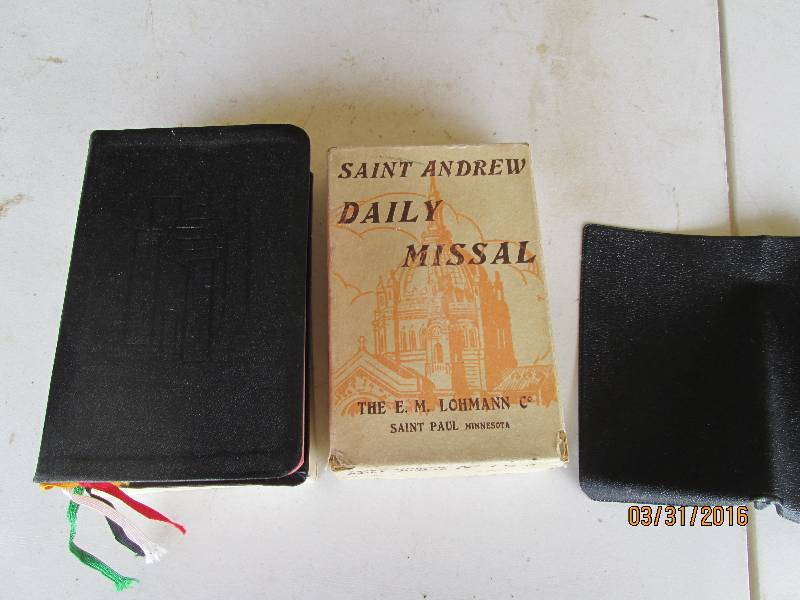 SAINT ANDREW
DAILY
MISSAL
THE E. M. LOHMANN Cº
SAINT PAUL MINNESOTA
03/31/2016